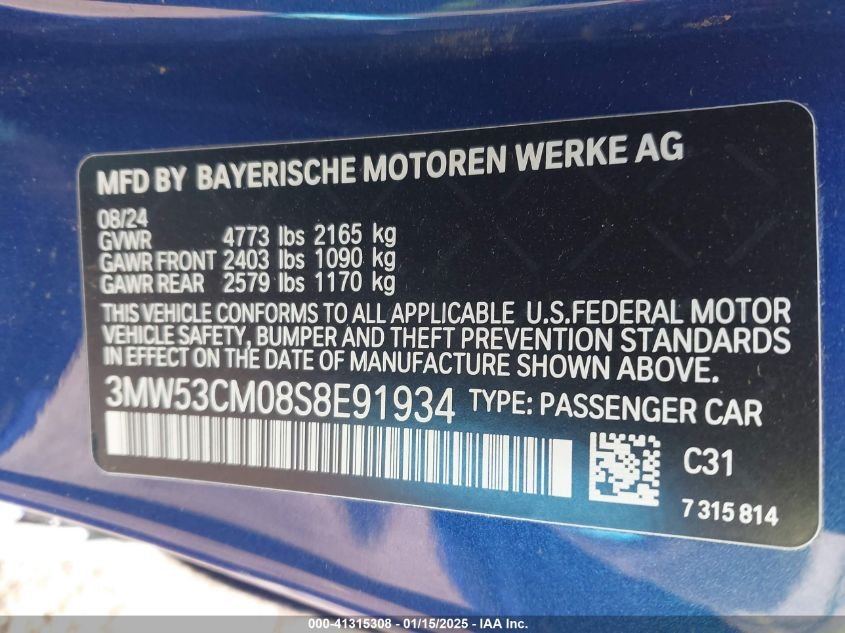 MFD BY BAYERISCHE MOTOREN WERKE AG
08/24
GVWR 4773 lbs 2165 kg
GAWR FRONT 2403 lbs 1090 kg
GAWR REAR 2579 lbs 1170 kg
THIS VEHICLE CONFORMS TO ALL APPLICABLE U.S.FEDERAL MOTOR
VEHICLE SAFETY, BUMPER AND THEFT PREVENTION STANDARDS
IN EFFECT ON THE DATE OF MANUFACTURE SHOWN ABOVE.
3MW53CM08S8E91934 TYPE: PASSENGER CAR
C31
7 315 814
000-41315308 - 01/15/2025 - IAA Inc.